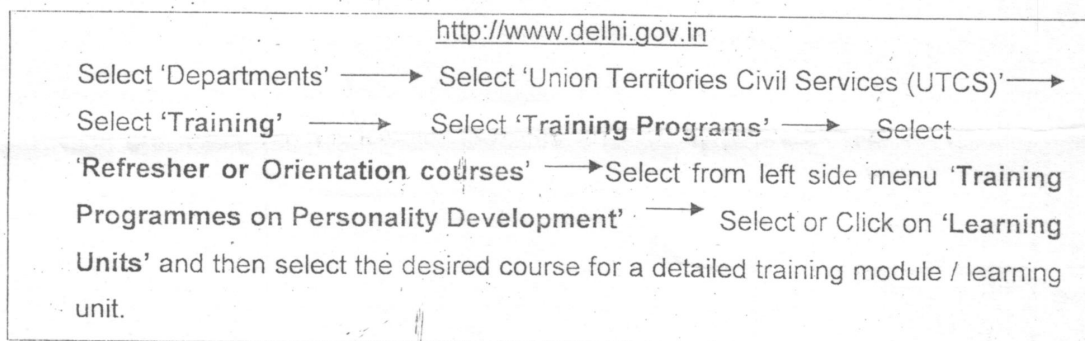 http://www.delhi.gov.in
Select 'Departments' ⟶ Select 'Union Territories Civil Services (UTCS)' ⟶
Select 'Training' ⟶ Select 'Training Programs' ⟶ Select
'Refresher or Orientation courses' ⟶ Select from left side menu 'Training
Programmes on Personality Development' ⟶ Select or Click on 'Learning
Units' and then select the desired course for a detailed training module / learning
unit.